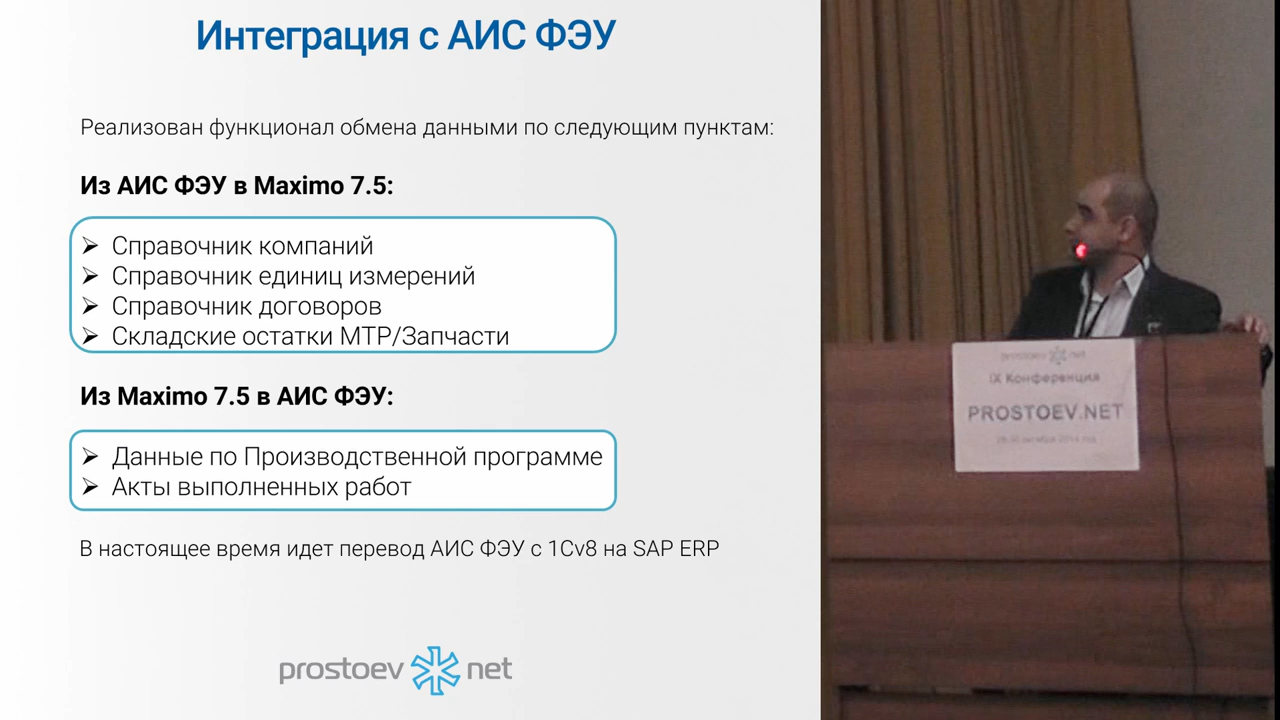 Интеграция с АИС ФЭУ
Реализован функционал обмена данными по следующим пунктам:
Из АИС ФЭУ в Maximo 7.5:
➢ Справочник компаний
➢ Справочник единиц измерений
➢ Справочник договоров
➢ Складские остатки МТР/Запчасти
Из Maximo 7.5 в АИС ФЭУ:
➢ Данные по Производственной программе
➢ Акты выполненных работ
В настоящее время идет перевод АИС ФЭУ с 1Cv8 на SAP ERP
prostoev net
prostoev net
IX Конференция
PROSTOEV.NET